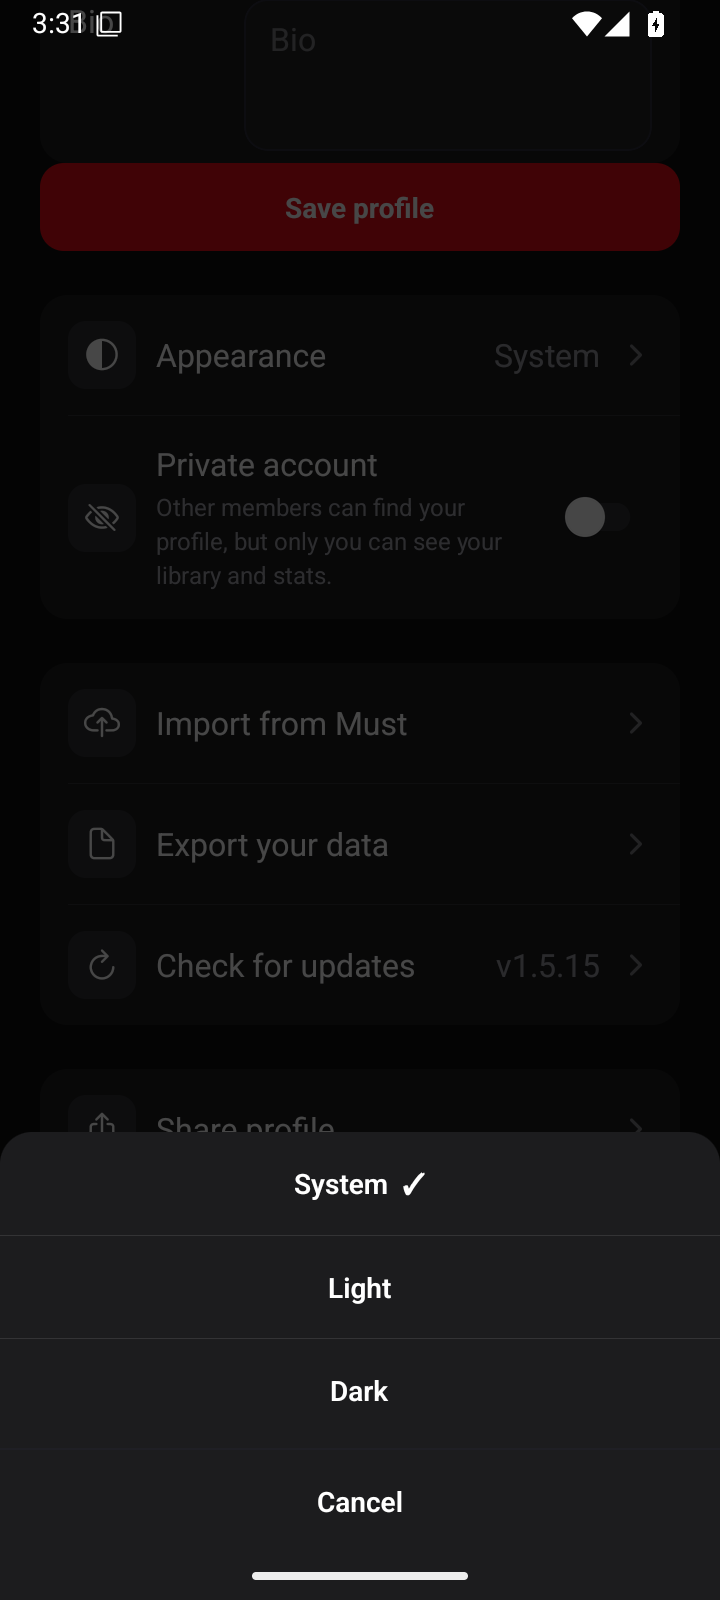 3:31
Bio
Bio
Save profile
Appearance System
Private account
Other members can find your
profile, but only you can see your
library and stats.
Import from Must
Export your data
Check for updates v1.5.15
Share profile
System ✓
Light
Dark
Cancel